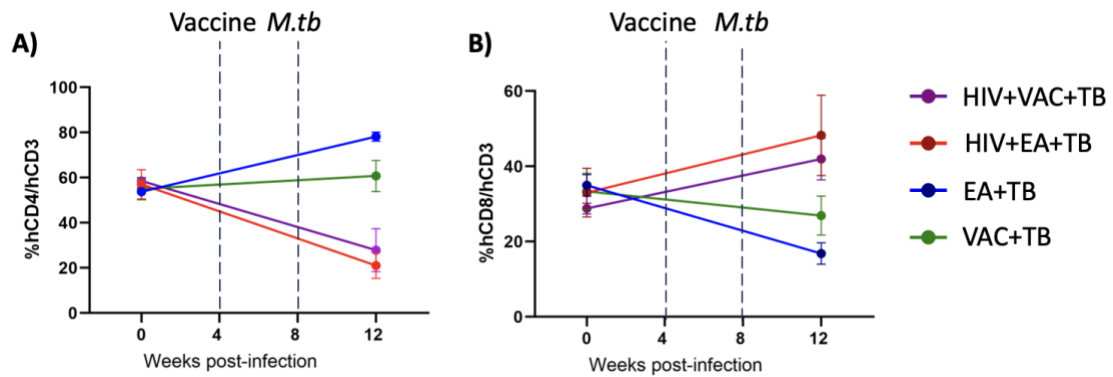 Vaccine M.tb
A)
100
80
60
40
20
0
%hCD4/hCD3
0 4 8 12
Weeks post-infection
Vaccine M.tb
B)
60
40
20
0
%hCD8/hCD3
0 4 8 12
Weeks post-infection
HIV+VAC+TB
HIV+EA+TB
EA+TB
VAC+TB